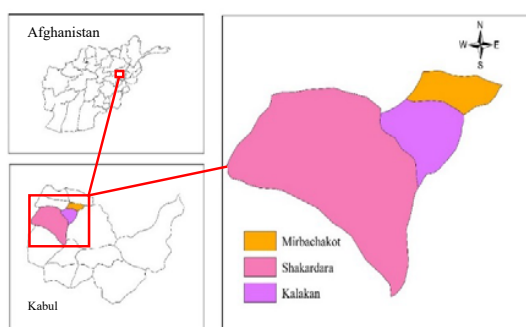 Afghanistan
Kabul
N
W E
S
Mirbachakot
Shakardara
Kalakan